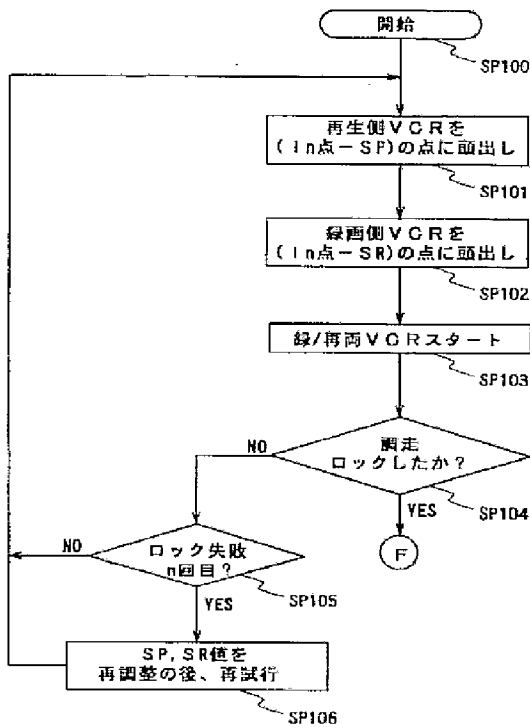 開始
SP100
再生側VCRを
(In点-SP)の点に頭出し
SP101
録画側VCRを
(In点-SR)の点に頭出し
SP102
録/再両VCRスタート
SP103
調走
ロックしたか?
SP104
NO
YES
F
ロック失敗
n回目?
SP105
NO
YES
SP,SR値を
再調整の後、再試行
SP106